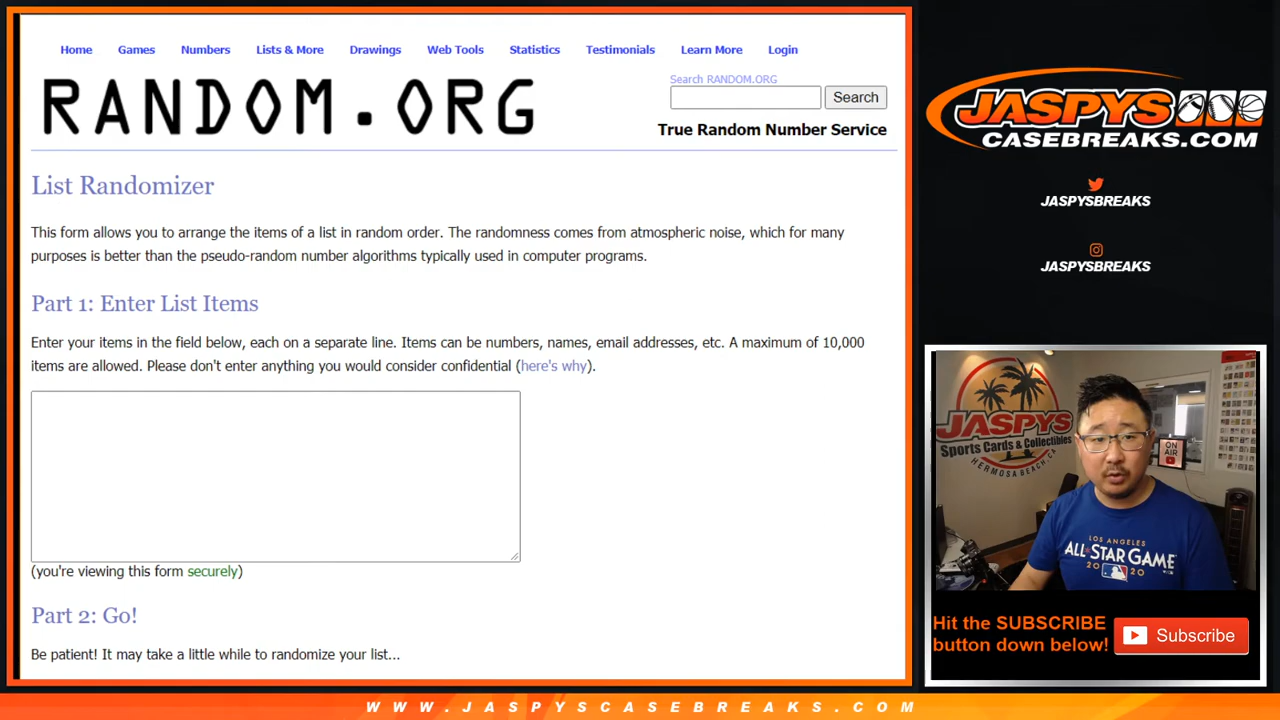 Home Games Numbers Lists & More Drawings Web Tools Statistics Testimonials Learn More Login
RANDOM.ORG
Search RANDOM.ORG
Search
True Random Number Service
List Randomizer
This form allows you to arrange the items of a list in random order. The randomness comes from atmospheric noise, which for many
purposes is better than the pseudo-random number algorithms typically used in computer programs.
Part 1: Enter List Items
Enter your items in the field below, each on a separate line. Items can be numbers, names, email addresses, etc. A maximum of 10,000
items are allowed. Please don't enter anything you would consider confidential (here's why).
(you're viewing this form securely)
Part 2: Go!
Be patient! It may take a little while to randomize your list...
JASPYS
CASEBREAKS.COM
JASPYSBREAKS
JASPYSBREAKS
JASPYS
Sports Cards & Collectibles
HERMOSA BEACH, CA
ON
AIR
LOS ANGELES
ALL-STAR GAME
20 20
Hit the SUBSCRIBE
button down below!
Subscribe
WWW.JASPYSCASEBREAKS.COM